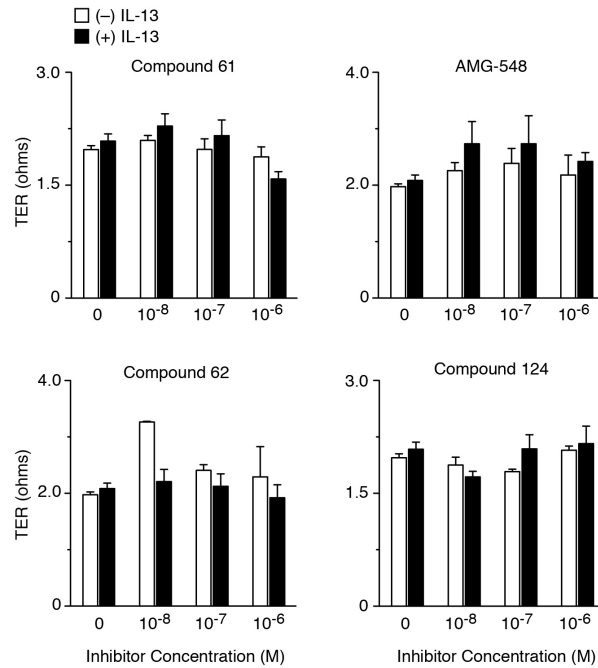 (–) IL-13
(+) IL-13
Compound 61
TER (ohms)
3.0
1.5
0
0 10⁻⁸ 10⁻⁷ 10⁻⁶
AMG-548
4.0
2.0
0
0 10⁻⁸ 10⁻⁷ 10⁻⁶
Compound 62
TER (ohms)
4.0
2.0
0
0 10⁻⁸ 10⁻⁷ 10⁻⁶
Inhibitor Concentration (M)
Compound 124
3.0
1.5
0
0 10⁻⁸ 10⁻⁷ 10⁻⁶
Inhibitor Concentration (M)